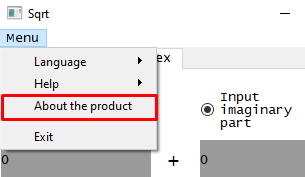 Sqrt
Menu
Language
ex
Help
About the product
Exit
Input
imaginary
part
0
+
0